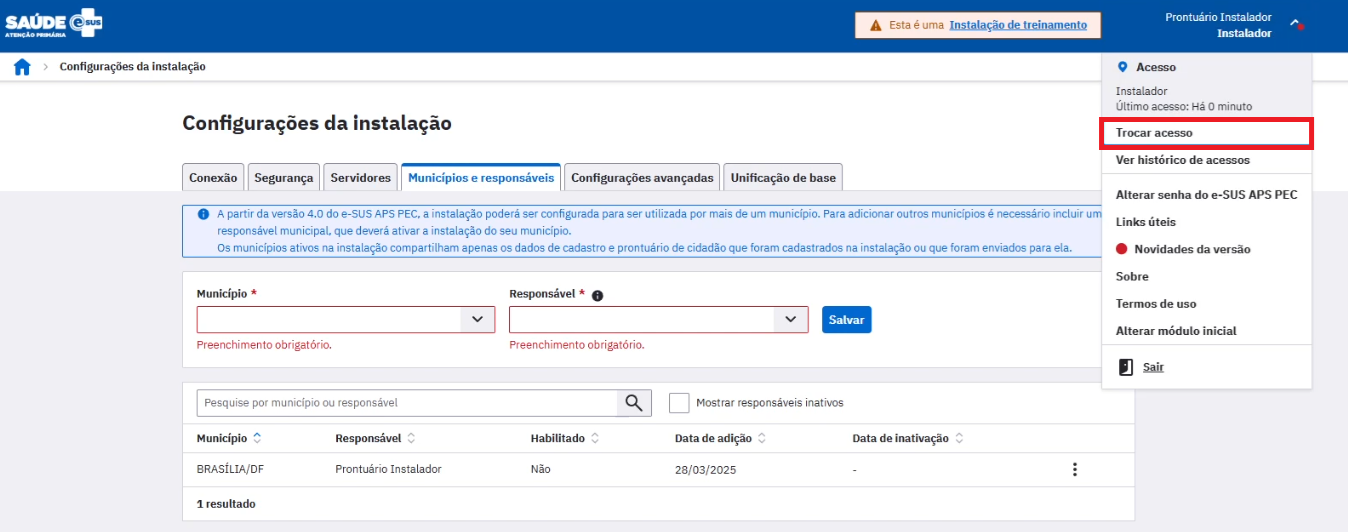 SAÚDE e-SUS
ATENÇÃO PRIMÁRIA
Esta é uma Instalação de treinamento
Prontuário Instalador
Instalador
Configurações da instalação
Acesso
Instalador
Último acesso: Há 0 minuto
Trocar acesso
Ver histórico de acessos
Alterar senha do e-SUS APS PEC
Links úteis
Novidades da versão
Sobre
Termos de uso
Alterar módulo inicial
Sair
Configurações da instalação
Conexão Segurança Servidores Municípios e responsáveis Configurações avançadas Unificação de base
A partir da versão 4.0 do e-SUS APS PEC, a instalação poderá ser configurada para ser utilizada por mais de um município. Para adicionar outros municípios é necessário incluir um
responsável municipal, que deverá ativar a instalação do seu município.
Os municípios ativos na instalação compartilham apenas os dados de cadastro e prontuário de cidadão que foram cadastrados na instalação ou que foram enviados para ela.
Município * Responsável *
Salvar
Preenchimento obrigatório. Preenchimento obrigatório.
Pesquise por município ou responsável Mostrar responsáveis inativos
Município Responsável Habilitado Data de adição Data de inativação
BRASÍLIA/DF Prontuário Instalador Não 28/03/2025 -
1 resultado